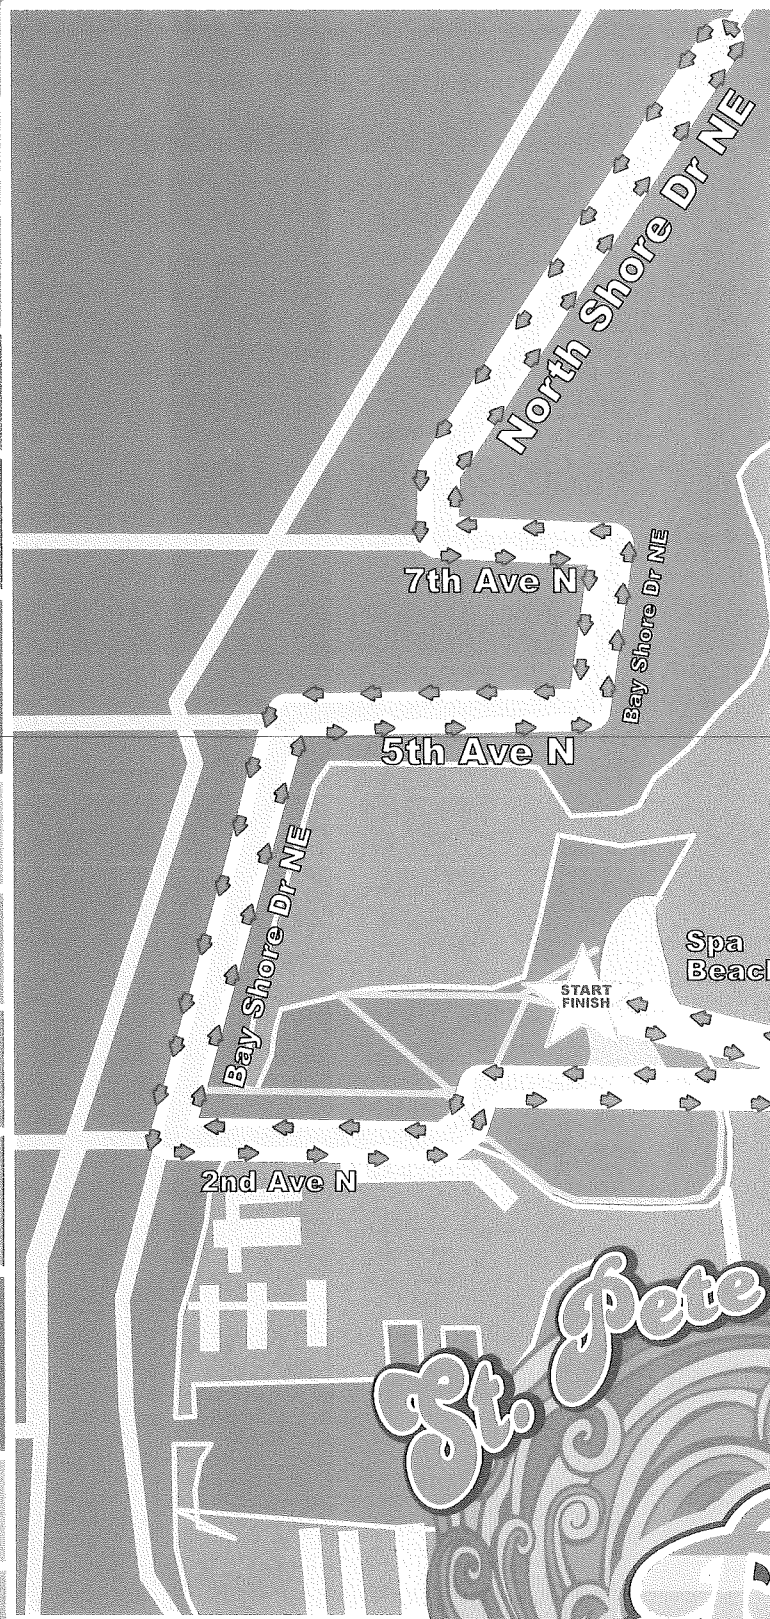 North Shore Dr NE
7th Ave N
Bay Shore Dr NE
5th Ave N
Bay Shore Dr NE
Spa
Beach
START
FINISH
2nd Ave N
St. Pete